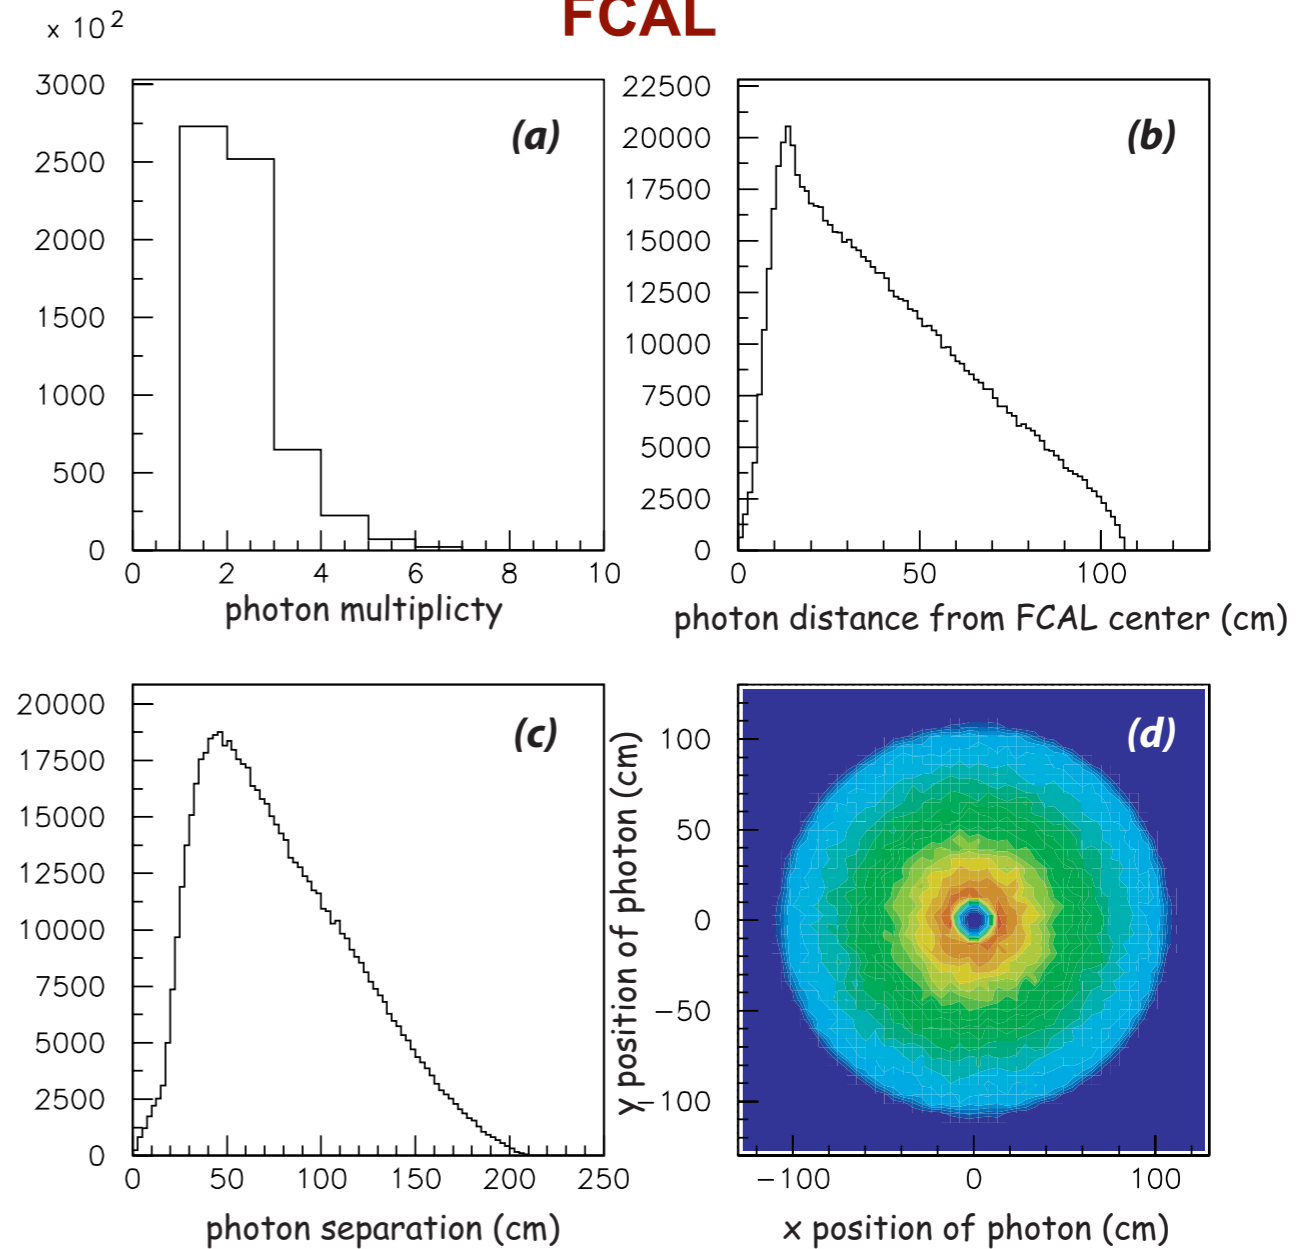 FCAL
x 10 2
3000
2500
2000
1500
1000
500
0
0 2 4 6 8 10
(a)
photon multiplicty
22500
20000
17500
15000
12500
10000
7500
5000
2500
0
0 50 100
(b)
photon distance from FCAL center (cm)
20000
17500
15000
12500
10000
7500
5000
2500
0
0 50 100 150 200 250
(c)
photon separation (cm)
100
50
0
−50
−100
−100 0 100
(d)
y position of photon (cm)
x position of photon (cm)